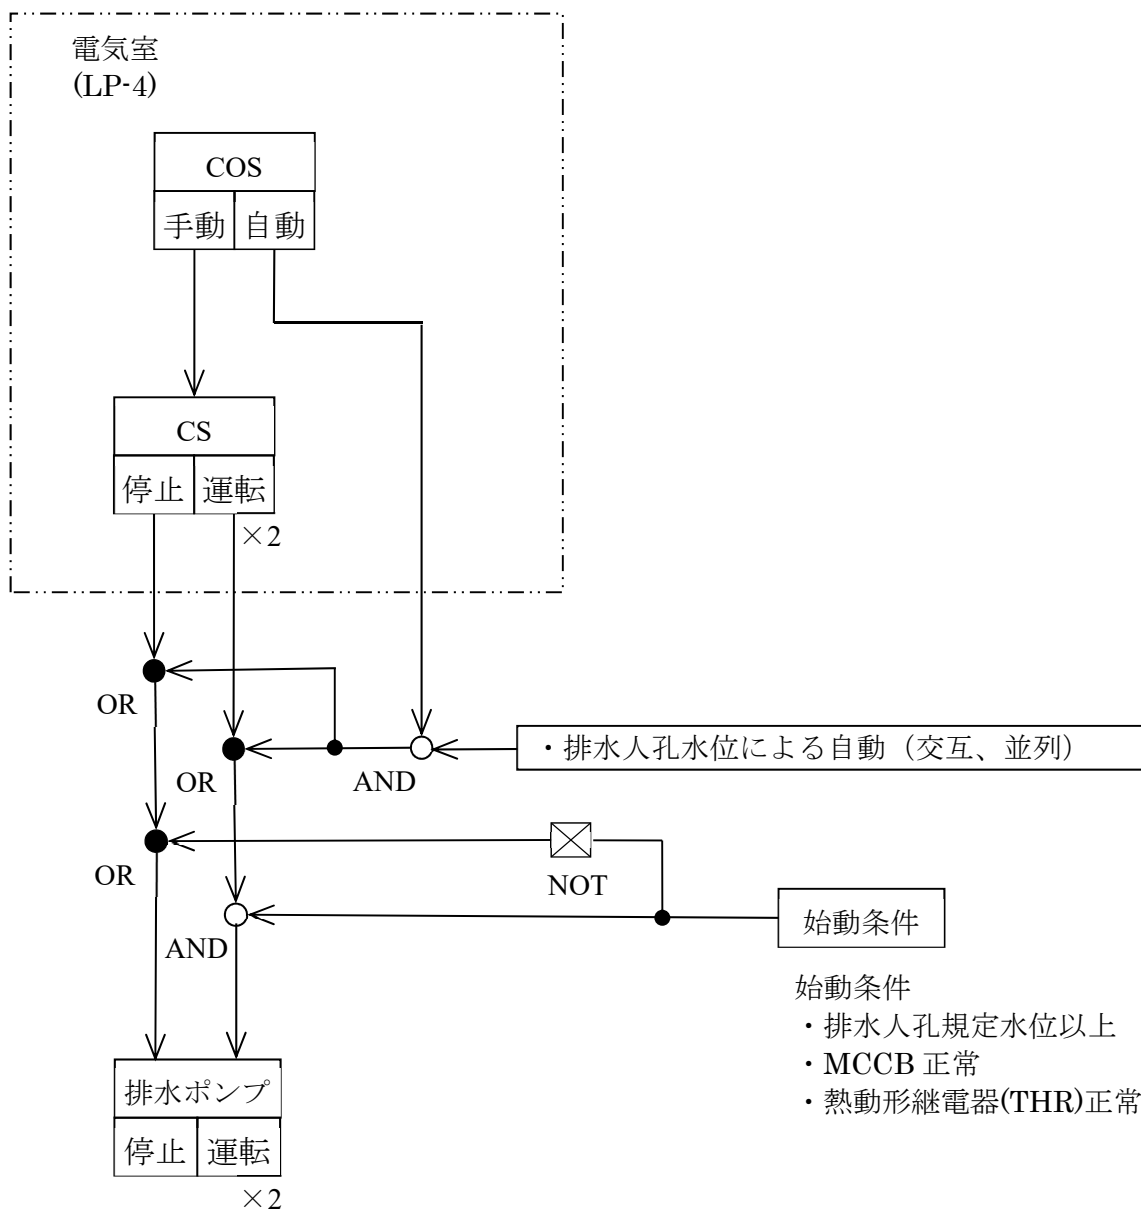 電気室
(LP-4)
COS
手動 自動
CS
停止 運転
×2
OR
・排水人孔水位による自動（交互、並列）
OR
AND
OR
NOT
始動条件
AND
始動条件
・排水人孔規定水位以上
・MCCB 正常
・熱動形継電器(THR)正常
排水ポンプ
停止 運転
×2